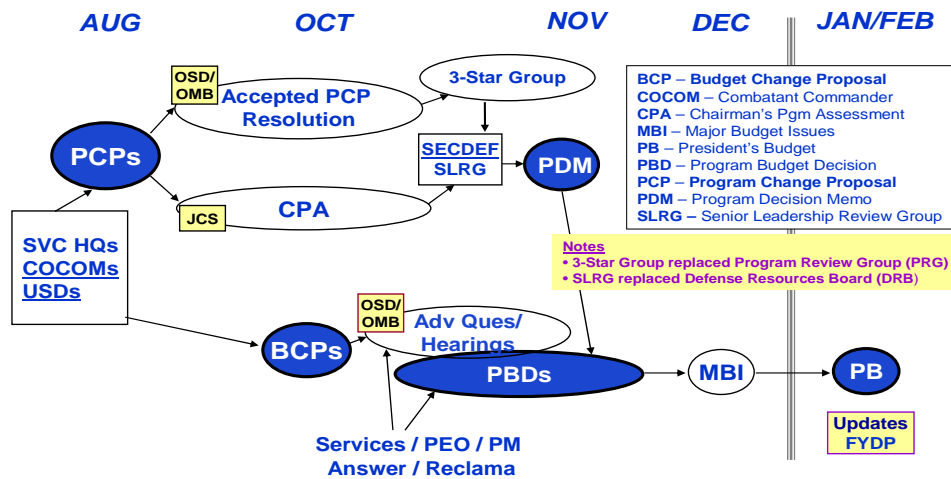 AUG
OCT
NOV
DEC
JAN/FEB
OSD/
OMB
Accepted PCP
Resolution
3-Star Group
PCPs
SECDEF
SLRG
PDM
JCS
CPA
SVC HQs
COCOMs
USDs
BCP – Budget Change Proposal
COCOM – Combatant Commander
CPA – Chairman's Pgm Assessment
MBI – Major Budget Issues
PB – President's Budget
PBD – Program Budget Decision
PCP – Program Change Proposal
PDM – Program Decision Memo
SLRG – Senior Leadership Review Group
Notes
• 3-Star Group replaced Program Review Group (PRG)
• SLRG replaced Defense Resources Board (DRB)
OSD/
OMB
Adv Ques/
Hearings
BCPs
PBDs
MBI
PB
Services / PEO / PM
Answer / Reclama
Updates
FYDP